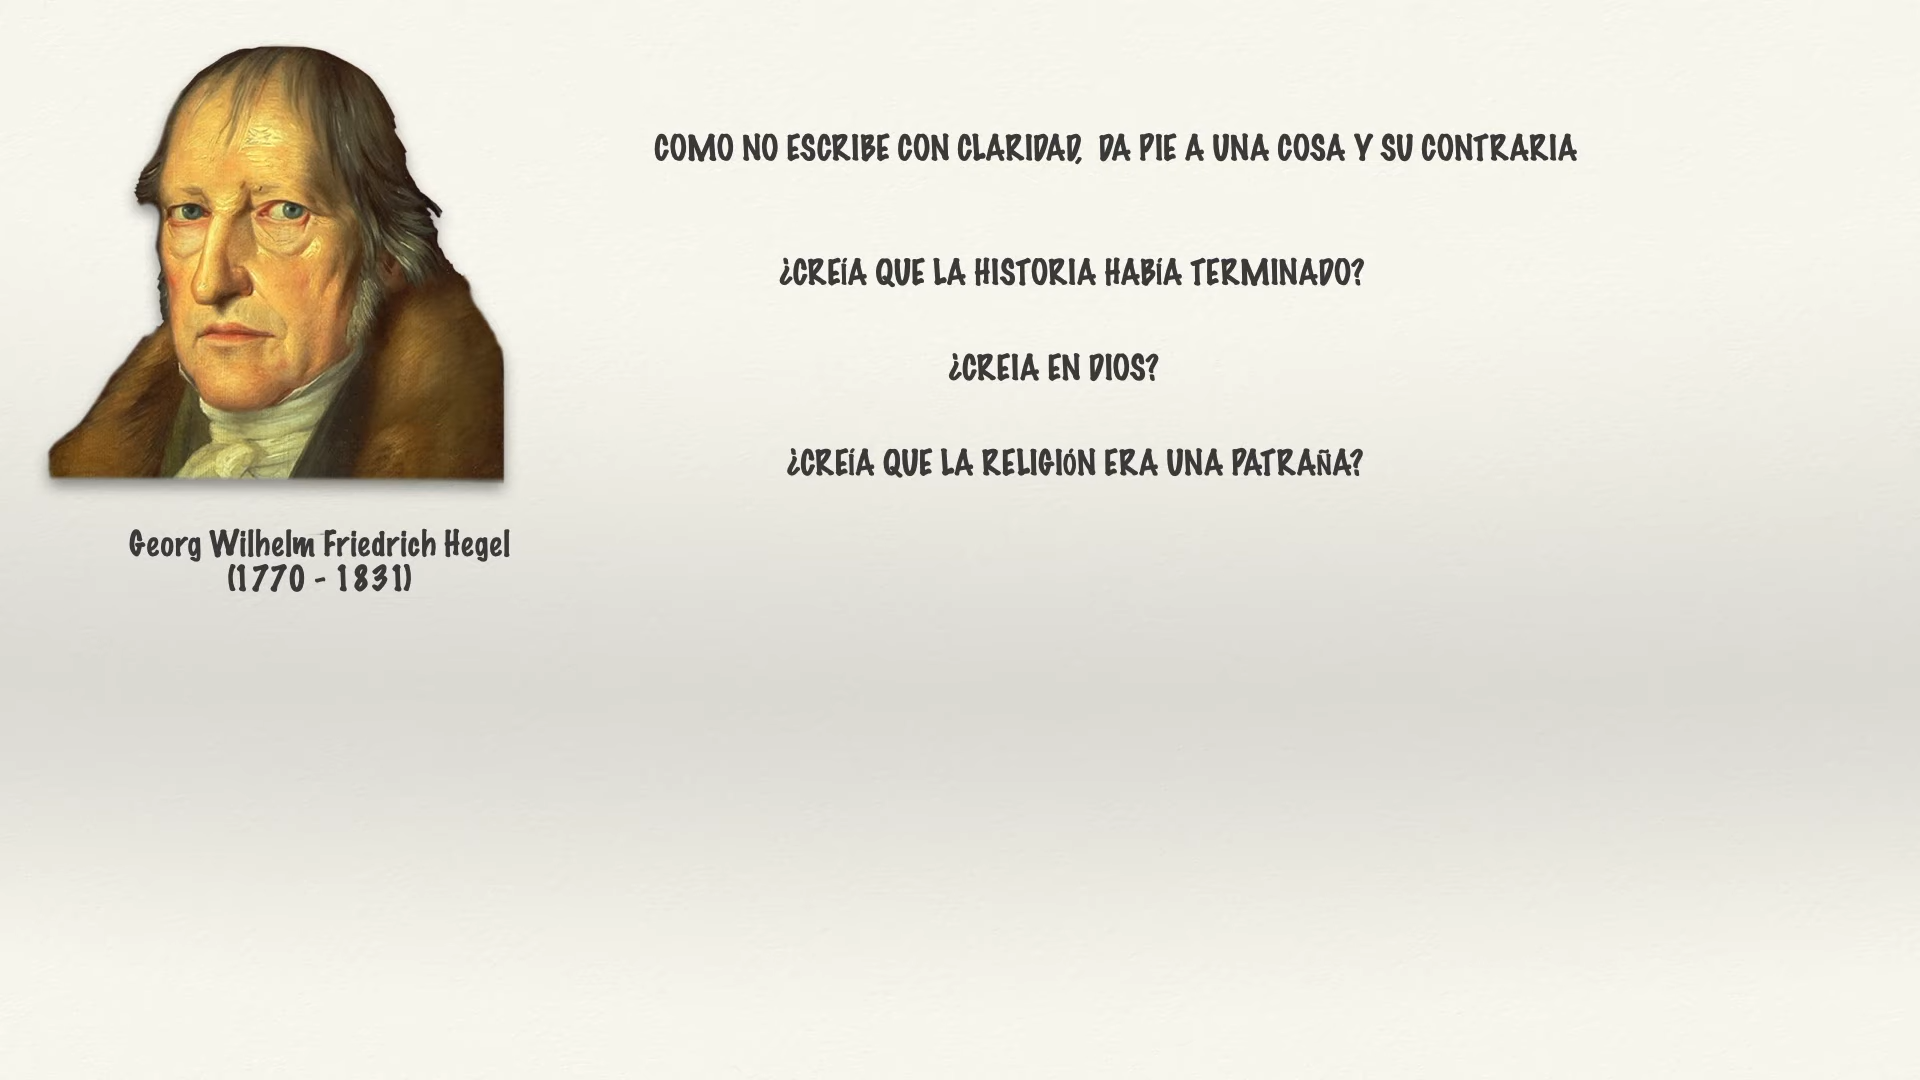 COMO NO ESCRIBE CON CLARIDAD, DA PIE A UNA COSA Y SU CONTRARIA
¿CREÍA QUE LA HISTORIA HABÍA TERMINADO?
¿CREIA EN DIOS?
¿CREÍA QUE LA RELIGIÓN ERA UNA PATRAÑA?
Georg Wilhelm Friedrich Hegel
(1770 - 1831)